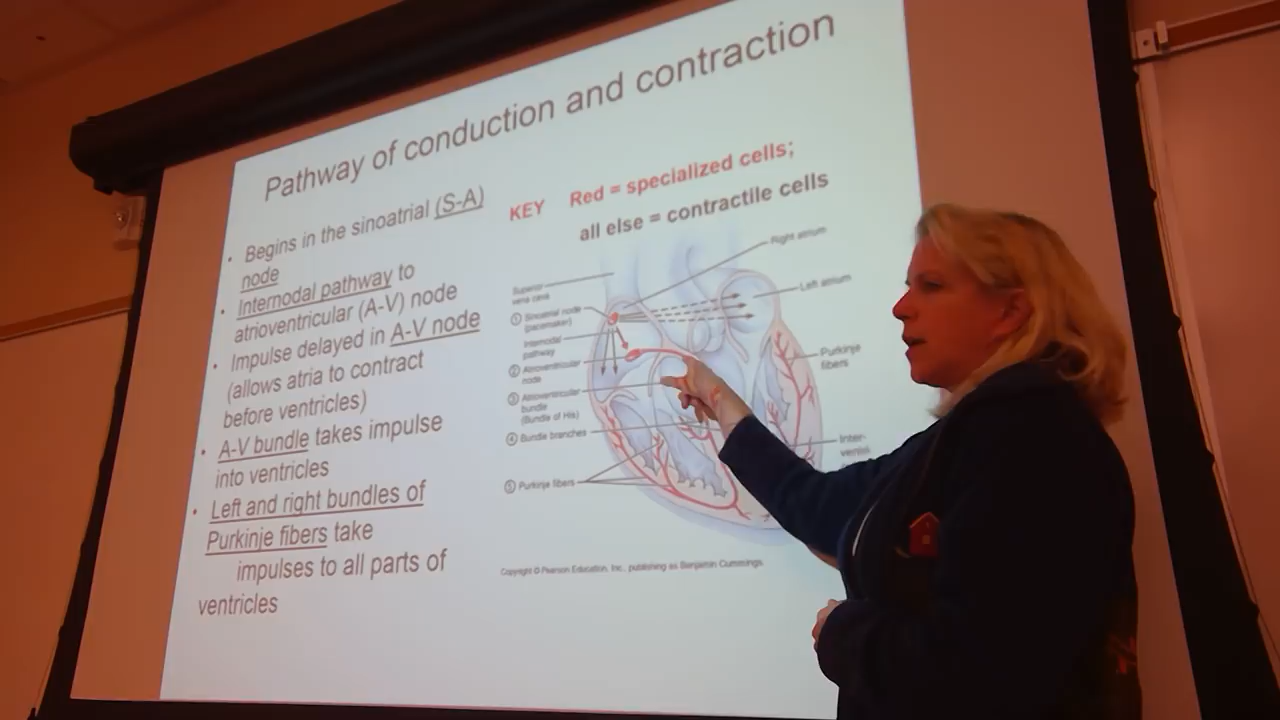 Pathway of conduction and contraction
• Begins in the sinoatrial (S-A)
node
• Internodal pathway to
atrioventricular (A-V) node
• Impulse delayed in A-V node
(allows atria to contract
before ventricles)
• A-V bundle takes impulse
into ventricles
• Left and right bundles of
Purkinje fibers take
impulses to all parts of
ventricles
KEY Red = specialized cells;
all else = contractile cells
Right atrium
Superior
vena cava
Left atrium
① Sinoatrial node
(pacemaker)
Internodal
pathway
② Atrioventricular
node
Purkinje
fibers
③ Atrioventricular
bundle
(Bundle of His)
④ Bundle branches
Inter-
⑤ Purkinje fibers
Copyright © Pearson Education, Inc., publishing as Benjamin Cummings.